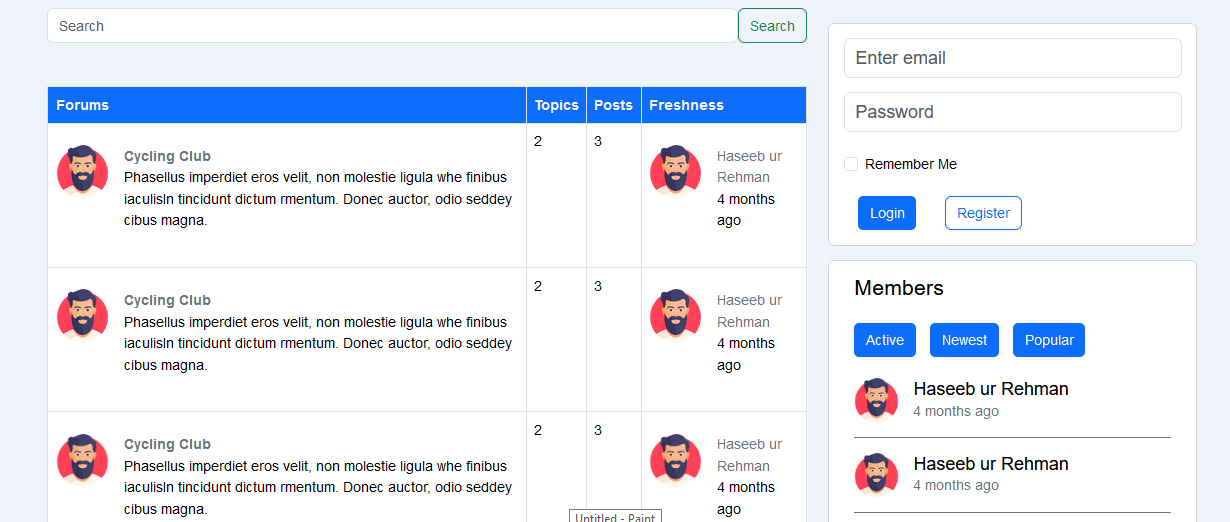 Search Search
Forums Topics Posts Freshness
Cycling Club
Phasellus imperdiet eros velit, non molestie ligula whe finibus
iaculisln tincidunt dictum rmentum. Donec auctor, odio seddey
cibus magna.
2
3
Haseeb ur
Rehman
4 months
ago
Cycling Club
Phasellus imperdiet eros velit, non molestie ligula whe finibus
iaculisln tincidunt dictum rmentum. Donec auctor, odio seddey
cibus magna.
2
3
Haseeb ur
Rehman
4 months
ago
Cycling Club
Phasellus imperdiet eros velit, non molestie ligula whe finibus
iaculisln tincidunt dictum rmentum. Donec auctor, odio seddey
cibus magna.
2
3
Haseeb ur
Rehman
4 months
ago
Untitled - Paint
Enter email
Password
Remember Me
Login Register
Members
Active Newest Popular
Haseeb ur Rehman
4 months ago
Haseeb ur Rehman
4 months ago